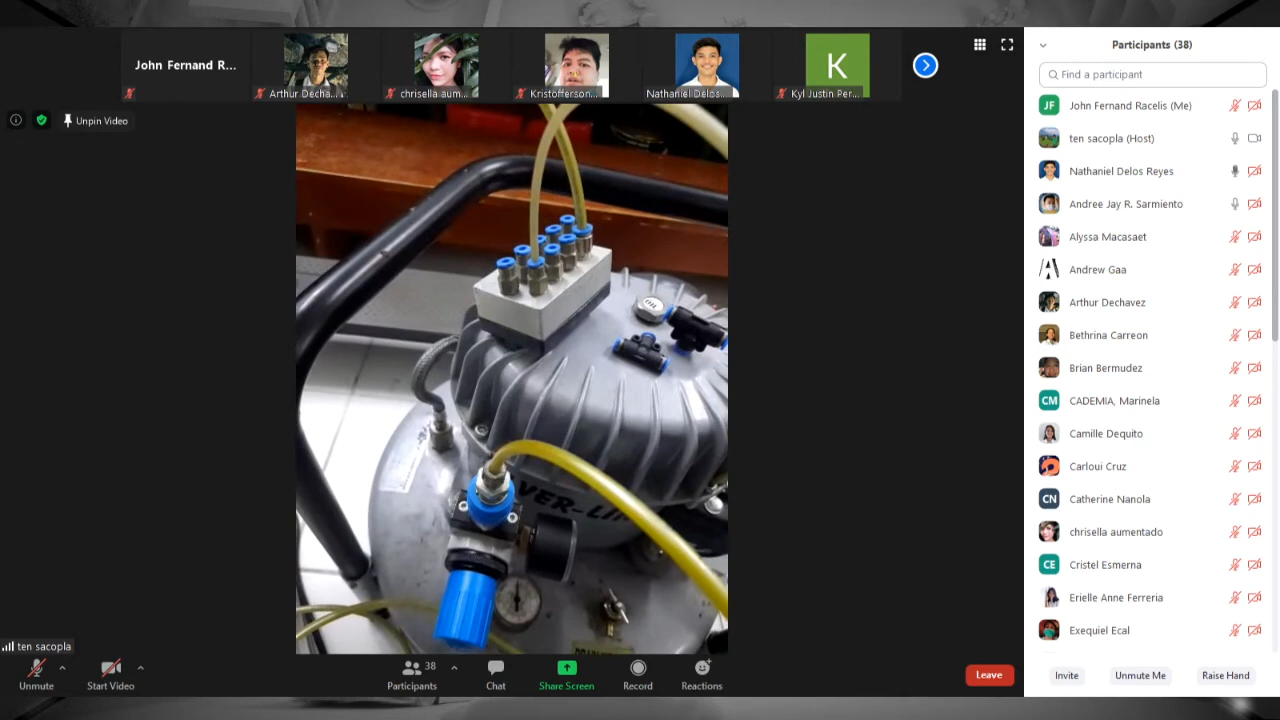 John Fernand R...
Arthur Decha...
chrisella aum...
Kristofferson...
Nathaniel Delos...
K
Kyl Justin Per...
Unpin Video
OIL
VER-LI
ten sacopla
Unmute
Start Video
38
Participants
Chat
Share Screen
Record
Reactions
Leave
Participants (38)
Find a participant
JF John Fernand Racelis (Me)
ten sacopla (Host)
Nathaniel Delos Reyes
Andree Jay R. Sarmiento
Alyssa Macasaet
Andrew Gaa
Arthur Dechavez
Bethrina Carreon
Brian Bermudez
CM CADEMIA, Marinela
Camille Dequito
Carloui Cruz
CN Catherine Nanola
chrisella aumentado
CE Cristel Esmerna
Erielle Anne Ferreria
Exequiel Ecal
Invite
Unmute Me
Raise Hand